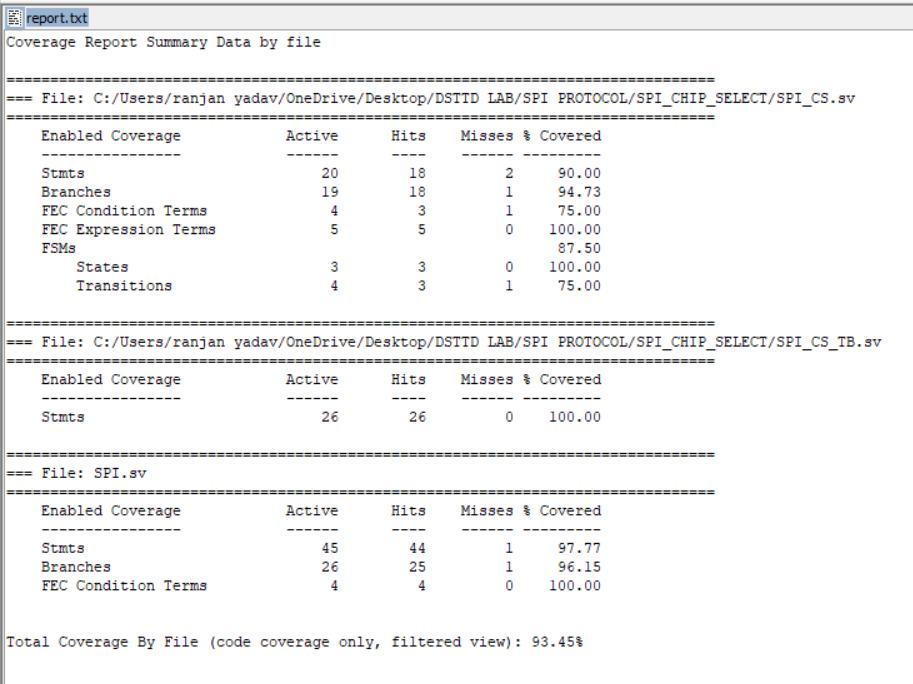 report.txt
Coverage Report Summary Data by file
=================================================================================
=== File: C:/Users/ranjan yadav/OneDrive/Desktop/DSTTD LAB/SPI PROTOCOL/SPI_CHIP_SELECT/SPI_CS.sv
=================================================================================
Enabled Coverage Active Hits Misses % Covered
---------------- ------ ---- ------ ---------
Stmts 20 18 2 90.00
Branches 19 18 1 94.73
FEC Condition Terms 4 3 1 75.00
FEC Expression Terms 5 5 0 100.00
FSMs 87.50
States 3 3 0 100.00
Transitions 4 3 1 75.00
=================================================================================
=== File: C:/Users/ranjan yadav/OneDrive/Desktop/DSTTD LAB/SPI PROTOCOL/SPI_CHIP_SELECT/SPI_CS_TB.sv
=================================================================================
Enabled Coverage Active Hits Misses % Covered
---------------- ------ ---- ------ ---------
Stmts 26 26 0 100.00
=================================================================================
=== File: SPI.sv
=================================================================================
Enabled Coverage Active Hits Misses % Covered
---------------- ------ ---- ------ ---------
Stmts 45 44 1 97.77
Branches 26 25 1 96.15
FEC Condition Terms 4 4 0 100.00
Total Coverage By File (code coverage only, filtered view): 93.45%